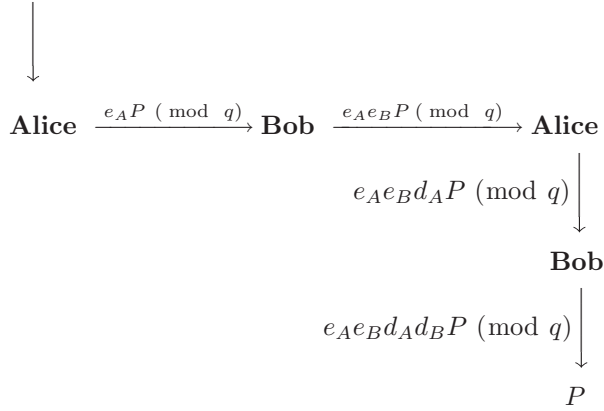 e_A P ( mod q) e_A e_B P ( mod q)
Alice Bob Alice
e_A e_B d_A P (mod q)
Bob
e_A e_B d_A d_B P (mod q)
P